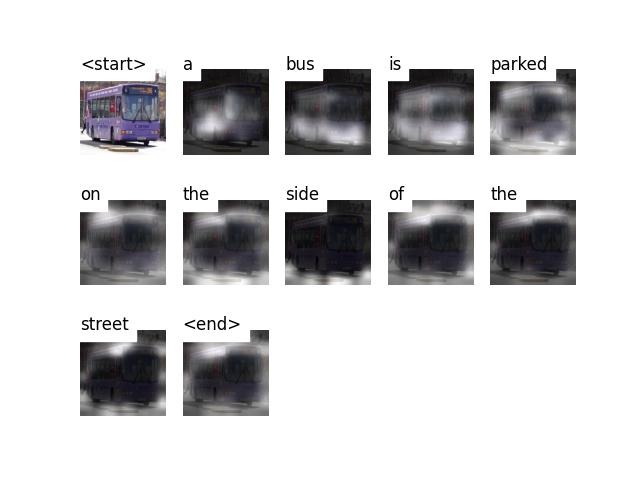 <start> a bus is parked
on the side of the
street <end>